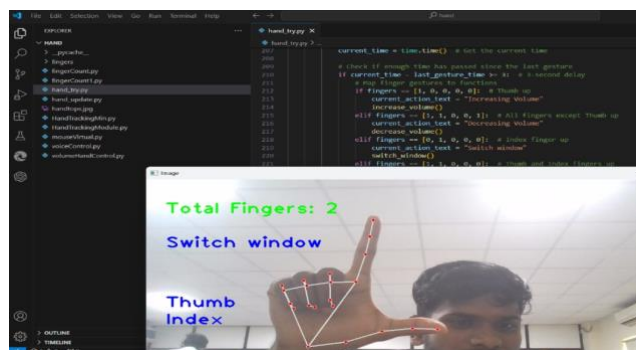 File Edit Selection View Go Run Terminal Help
hand
EXPLORER
hand_try.py
HAND
hand_try.py
__pycache__
fingers
fingerCount.py
fingerCount1.py
hand_try.py
hand_update.py
handtops.jpg
HandTrackingMin.py
HandTrackingModule.py
mouseVirtual.py
voiceControl.py
volumeHandControl.py
OUTLINE
TIMELINE
207 current_time = time.time() # Get the current time
# Check if enough time has passed since the last gesture
if current_time - last_gesture_time >= 3: # 3-second delay
# Map finger gestures to functions
if fingers == [1, 0, 0, 0, 0]: # Thumb up
current_action_text = "Increasing Volume"
increase_volume()
elif fingers == [1, 1, 0, 0, 1]: # All fingers except Thumb up
current_action_text = "Decreasing Volume"
decrease_volume()
elif fingers == [0, 1, 0, 0, 0]: # Index finger up
current_action_text = "Switch window"
switch_window()
elif fingers == [1, 1, 0, 0, 0]: # Thumb and Index fingers up
Image
Total Fingers: 2
Switch window
Thumb
Index